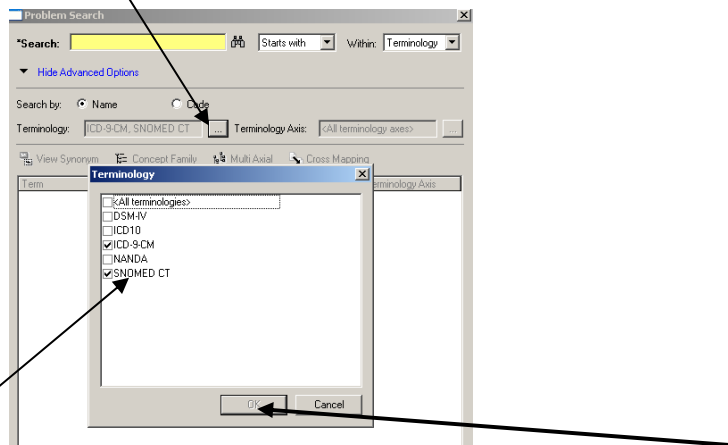 Problem Search
*Search: Starts with Within: Terminology
Hide Advanced Options
Search by: Name Code
Terminology: ICD-9-CM, SNOMED CT ... Terminology Axis: <All terminology axes> ...
View Synonym Concept Family Multi Axial Cross Mapping
Term Terminology Axis
Terminology
<All terminologies>
DSM-IV
ICD10
ICD-9-CM
NANDA
SNOMED CT
OK Cancel